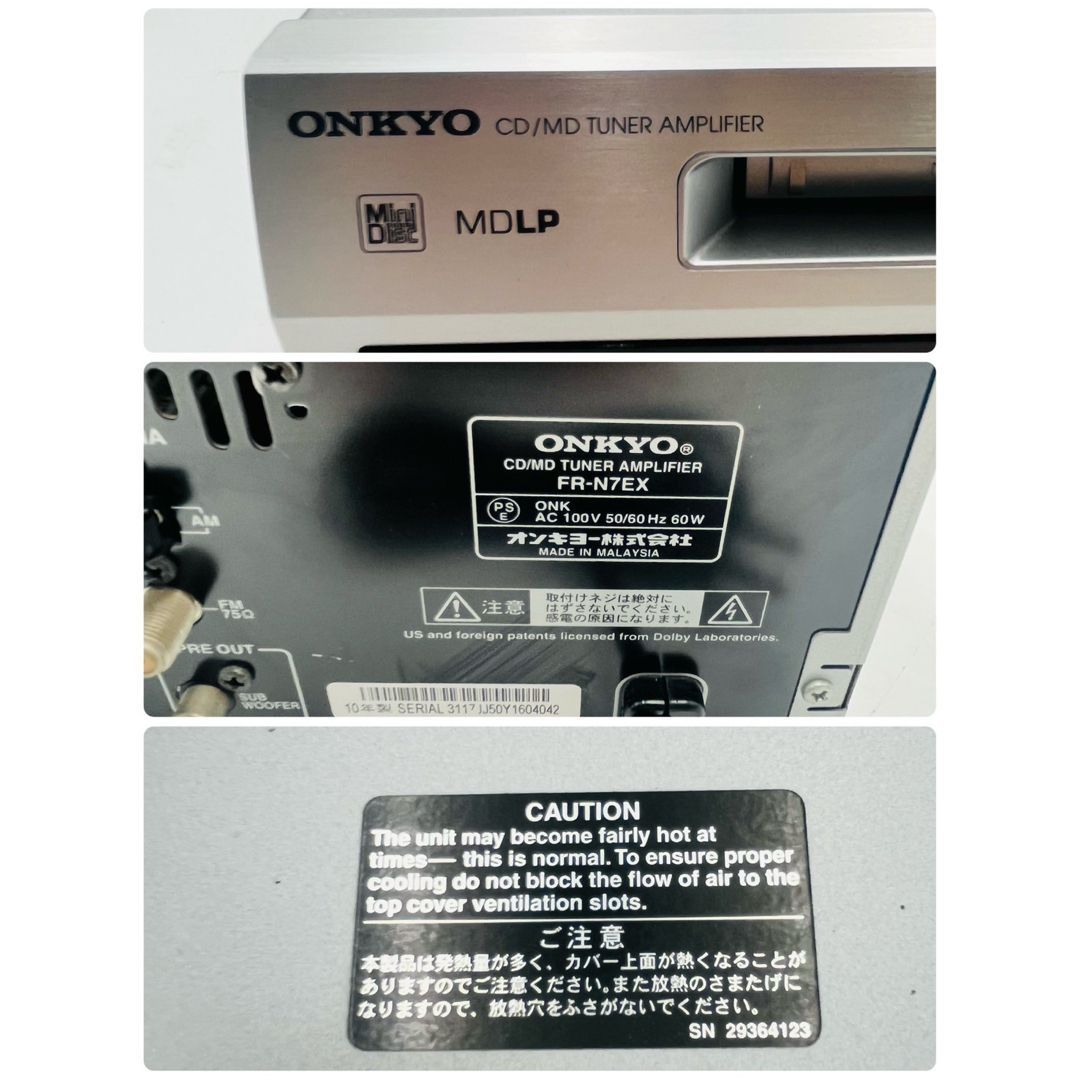 ONKYO CD/MD TUNER AMPLIFIER
Mini Disc
MDLP
ONKYO®
CD/MD TUNER AMPLIFIER
FR-N7EX
PS E ONK
AC 100V 50/60Hz 60W
オンキヨー株式会社
MADE IN MALAYSIA
AM
FM
75Ω
注意
取付けネジは絶対に
はずさないでください。
感電の原因になります。
US and foreign patents licensed from Dolby Laboratories.
PRE OUT
SUB
WOOFER
10年製 SERIAL 3117JJ50Y1604042
CAUTION
The unit may become fairly hot at
times— this is normal. To ensure proper
cooling do not block the flow of air to the
top cover ventilation slots.
ご注意
本製品は発熱量が多く、カバー上面が熱くなることが
ありますのでご注意ください。また放熱のさまたげに
なりますので、放熱穴をふさがないでください。
SN 29364123